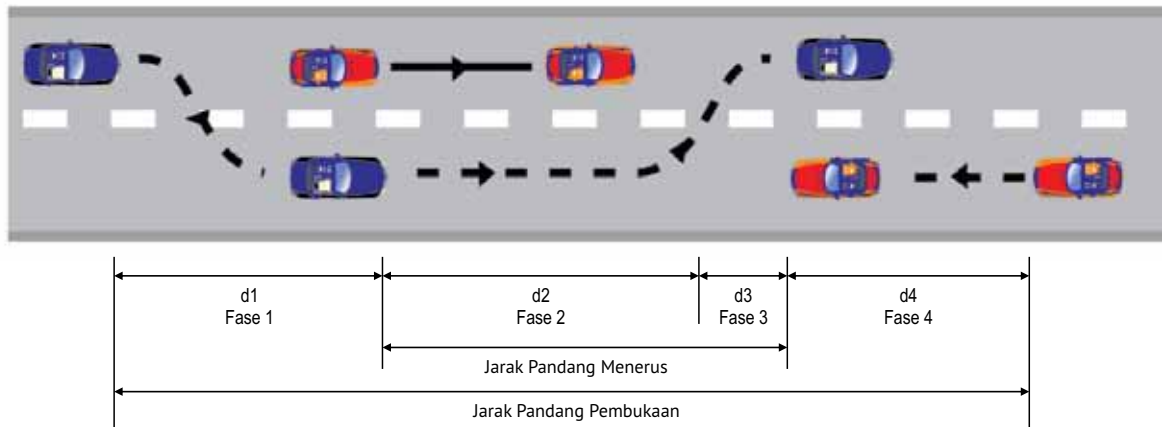 d1
Fase 1
d2
Fase 2
d3
Fase 3
d4
Fase 4
Jarak Pandang Menerus
Jarak Pandang Pembukaan